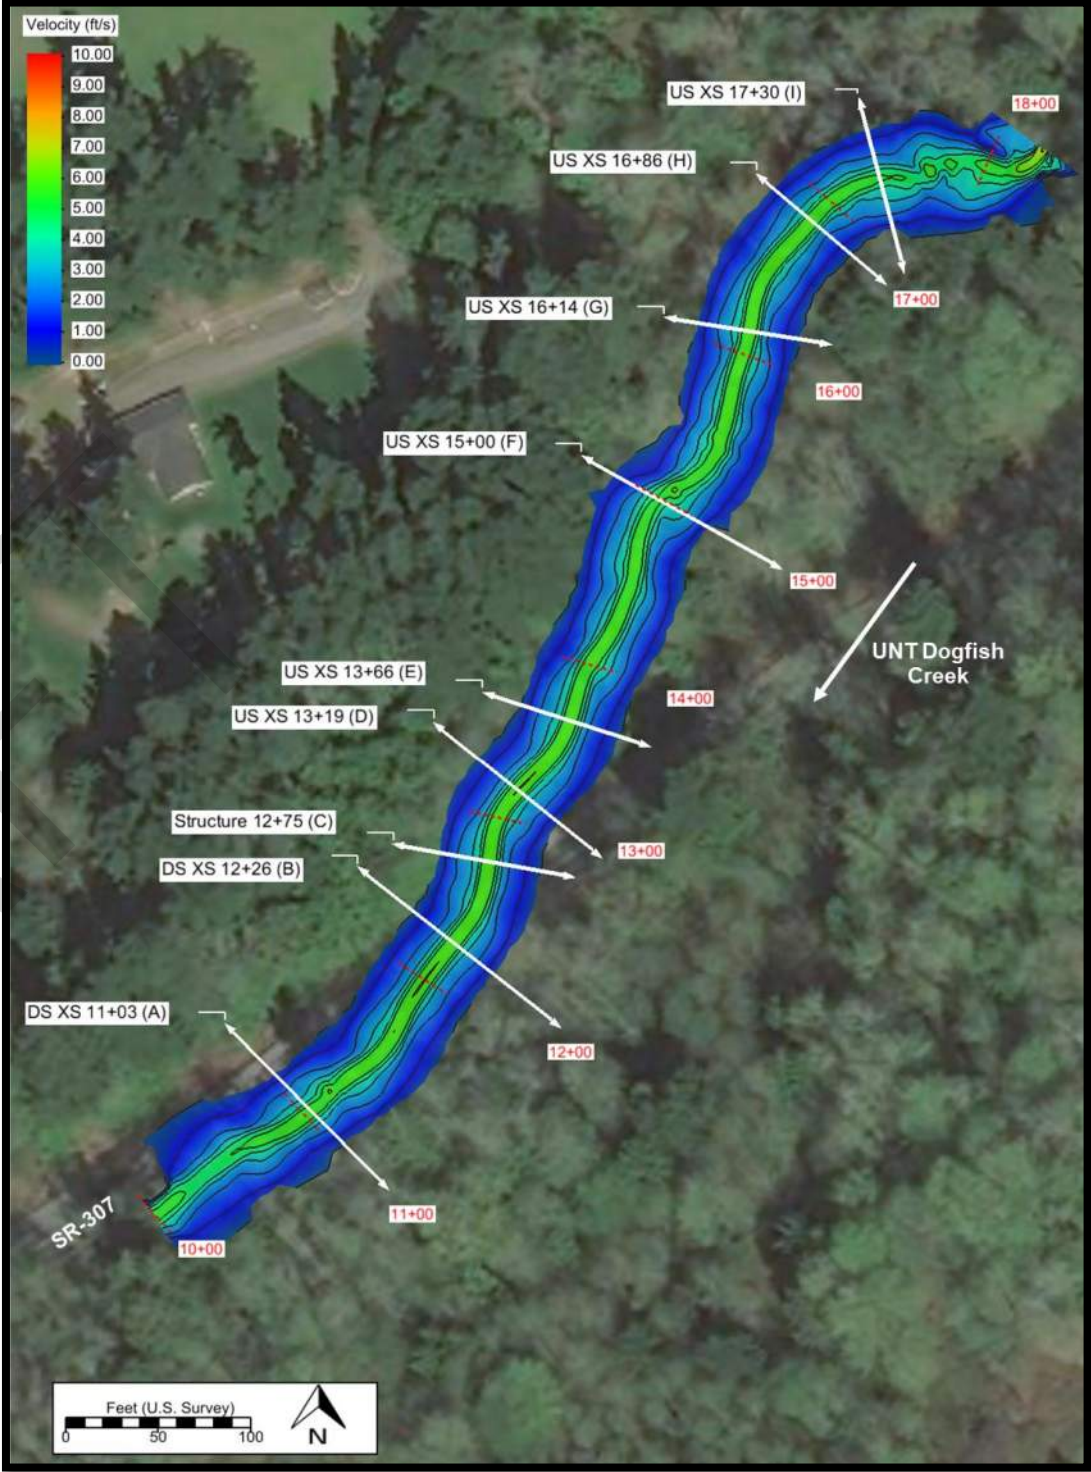 Velocity (ft/s)
10.00
9.00
8.00
7.00
6.00
5.00
4.00
3.00
2.00
1.00
0.00
US XS 17+30 (I)
18+00
US XS 16+86 (H)
17+00
US XS 16+14 (G)
16+00
US XS 15+00 (F)
15+00
UNT Dogfish
Creek
US XS 13+66 (E)
14+00
US XS 13+19 (D)
Structure 12+75 (C)
13+00
DS XS 12+26 (B)
DS XS 11+03 (A)
12+00
SR-307
11+00
10+00
Feet (U.S. Survey)
0 50 100
N